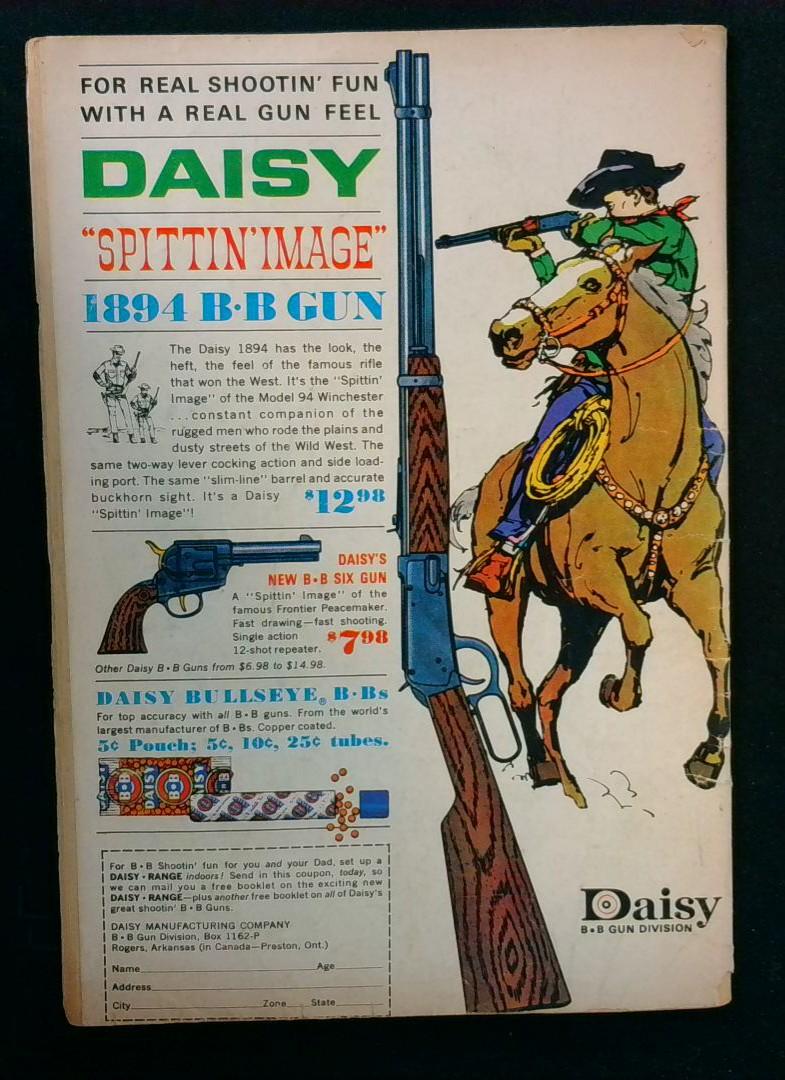 FOR REAL SHOOTIN' FUN
WITH A REAL GUN FEEL
DAISY
"SPITTIN' IMAGE"
1894 B•B GUN
The Daisy 1894 has the look, the
heft, the feel of the famous rifle
that won the West. It's the "Spittin'
Image" of the Model 94 Winchester
...constant companion of the
rugged men who rode the plains and
dusty streets of the Wild West. The
same two-way lever cocking action and side load-
ing port. The same "slim-line" barrel and accurate
buckhorn sight. It's a Daisy
"Spittin' Image"!
$12 98
DAISY'S
NEW B•B SIX GUN
A "Spittin' Image" of the
famous Frontier Peacemaker.
Fast drawing—fast shooting.
Single action
12-shot repeater.
$7 98
Other Daisy B•B Guns from $6.98 to $14.98.
DAISY BULLSEYE® B•Bs
For top accuracy with all B•B guns. From the world's
largest manufacturer of B•Bs. Copper coated.
5¢ Pouch; 5¢, 10¢, 25¢ tubes.
DAISY
B•B
For B•B Shootin' fun for you and your Dad, set up a
DAISY•RANGE indoors! Send in this coupon, today, so
we can mail you a free booklet on the exciting new
DAISY•RANGE—plus another free booklet on all of Daisy's
great shootin' B•B Guns.
DAISY MANUFACTURING COMPANY
B•B Gun Division, Box 1162-P
Rogers, Arkansas (in Canada—Preston, Ont.)
Name Age
Address
City Zone State
Daisy
B•B GUN DIVISION